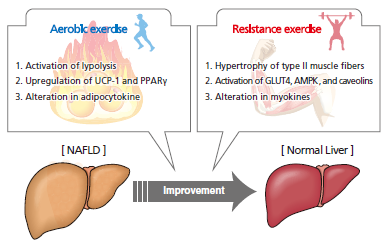 Aerobic exercise
1. Activation of lypolysis
2. Upregulation of UCP-1 and PPARγ
3. Alteration in adipocytokine
Resistance exercise
1. Hypertrophy of type II muscle fibers
2. Activation of GLUT4, AMPK, and caveolins
3. Alteration in myokines
[ NAFLD ]
[ Normal Liver ]
Improvement